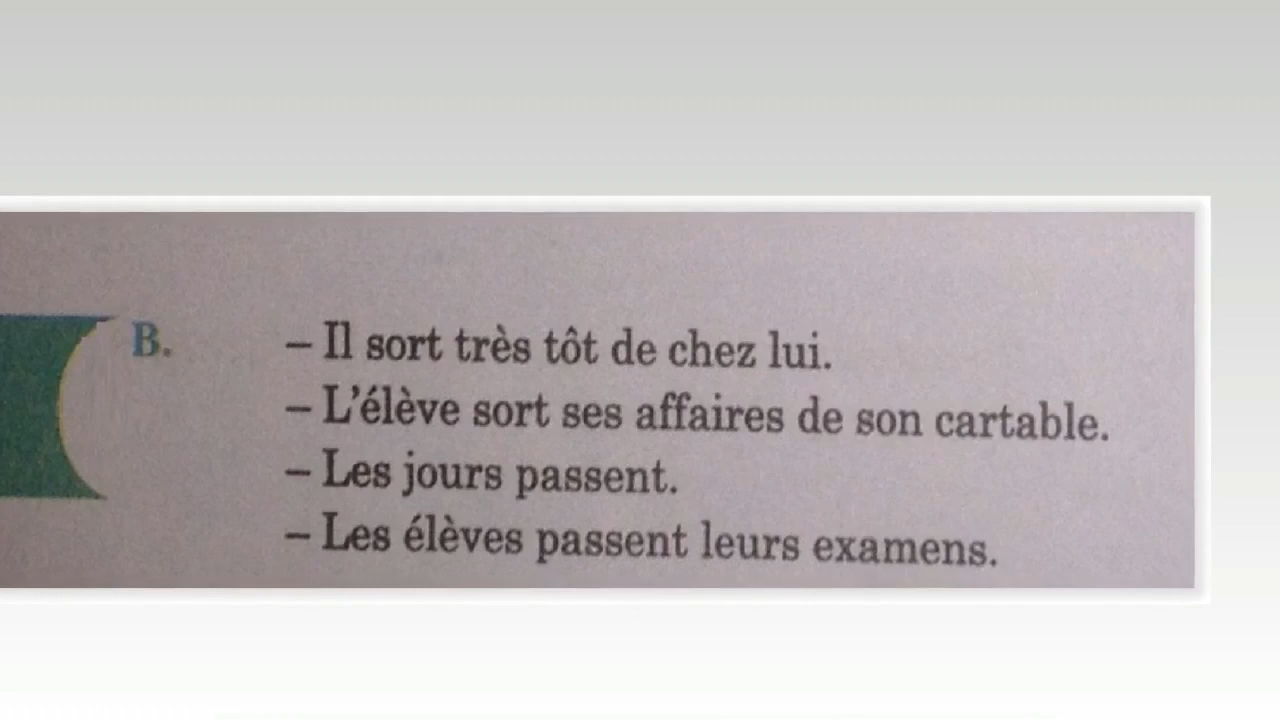 B.
– Il sort très tôt de chez lui.
– L'élève sort ses affaires de son cartable.
– Les jours passent.
– Les élèves passent leurs examens.